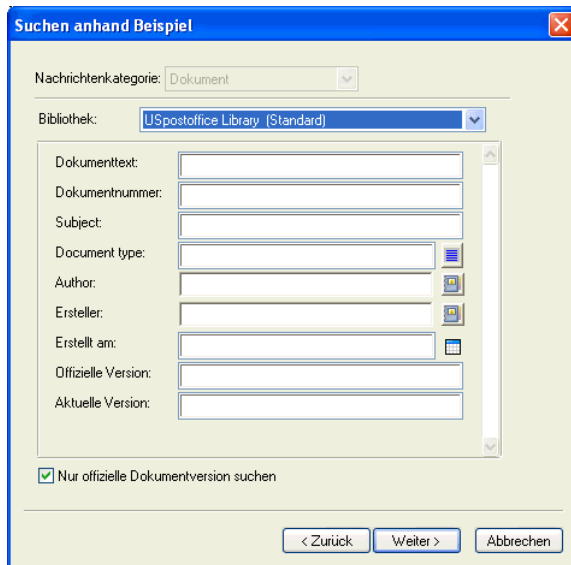 Suchen anhand Beispiel
Nachrichtenkategorie: Dokument
Bibliothek: USpostoffice Library (Standard)
Dokumenttext:
Dokumentnummer:
Subject:
Document type:
Author:
Ersteller:
Erstellt am:
Offizielle Version:
Aktuelle Version:
Nur offizielle Dokumentversion suchen
< Zurück Weiter > Abbrechen